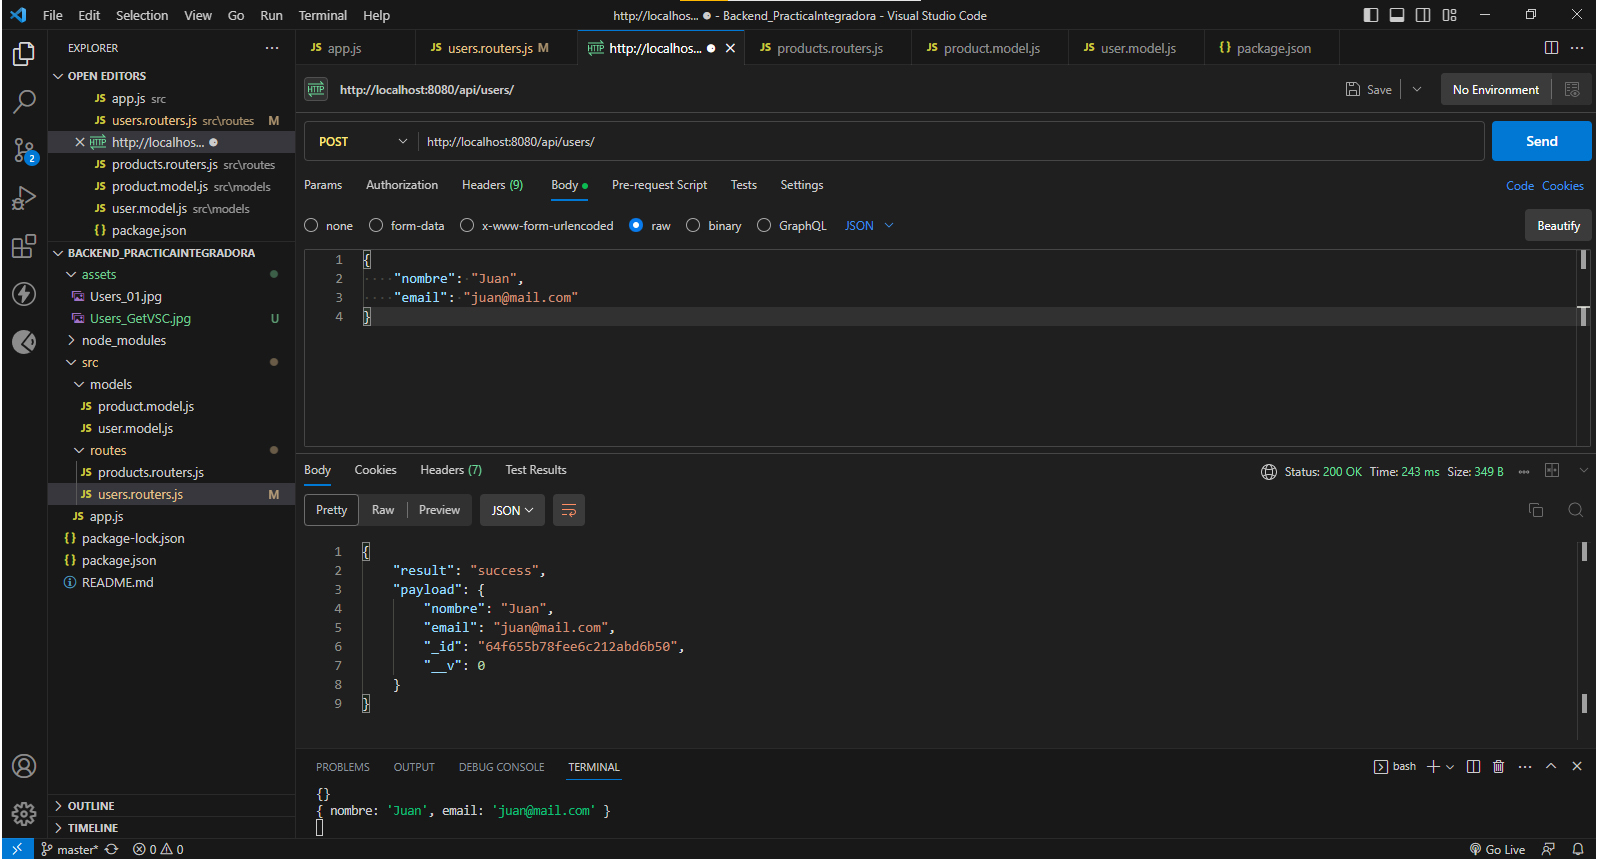 File Edit Selection View Go Run Terminal Help
http://localhos... ● - Backend_PracticaIntegradora - Visual Studio Code
EXPLORER
OPEN EDITORS
JS app.js src
JS users.routers.js src\routes M
HTTP http://localhos...
JS products.routers.js src\routes
JS product.model.js src\models
JS user.model.js src\models
{} package.json
BACKEND_PRACTICAINTEGRADORA
assets
Users_01.jpg
Users_GetVSC.jpg U
node_modules
src
models
JS product.model.js
JS user.model.js
routes
JS products.routers.js
JS users.routers.js M
JS app.js
{} package-lock.json
{} package.json
README.md
OUTLINE
TIMELINE
2
JS app.js
JS users.routers.js M
HTTP http://localhos...
JS products.routers.js
JS product.model.js
JS user.model.js
{} package.json
HTTP http://localhost:8080/api/users/
Save
No Environment
POST http://localhost:8080/api/users/
Send
Params Authorization Headers (9) Body Pre-request Script Tests Settings
Code Cookies
none form-data x-www-form-urlencoded raw binary GraphQL JSON
Beautify
1 {
2 ····"nombre":·"Juan",
3 ····"email":·"juan@mail.com"
4 }
Body Cookies Headers (7) Test Results
Status: 200 OK Time: 243 ms Size: 349 B
Pretty Raw Preview JSON
1 {
2 "result": "success",
3 "payload": {
4 "nombre": "Juan",
5 "email": "juan@mail.com",
6 "_id": "64f655b78fee6c212abd6b50",
7 "__v": 0
8 }
9 }
PROBLEMS OUTPUT DEBUG CONSOLE TERMINAL
bash
{}
{ nombre: 'Juan', email: 'juan@mail.com' }
master* 0 0
Go Live